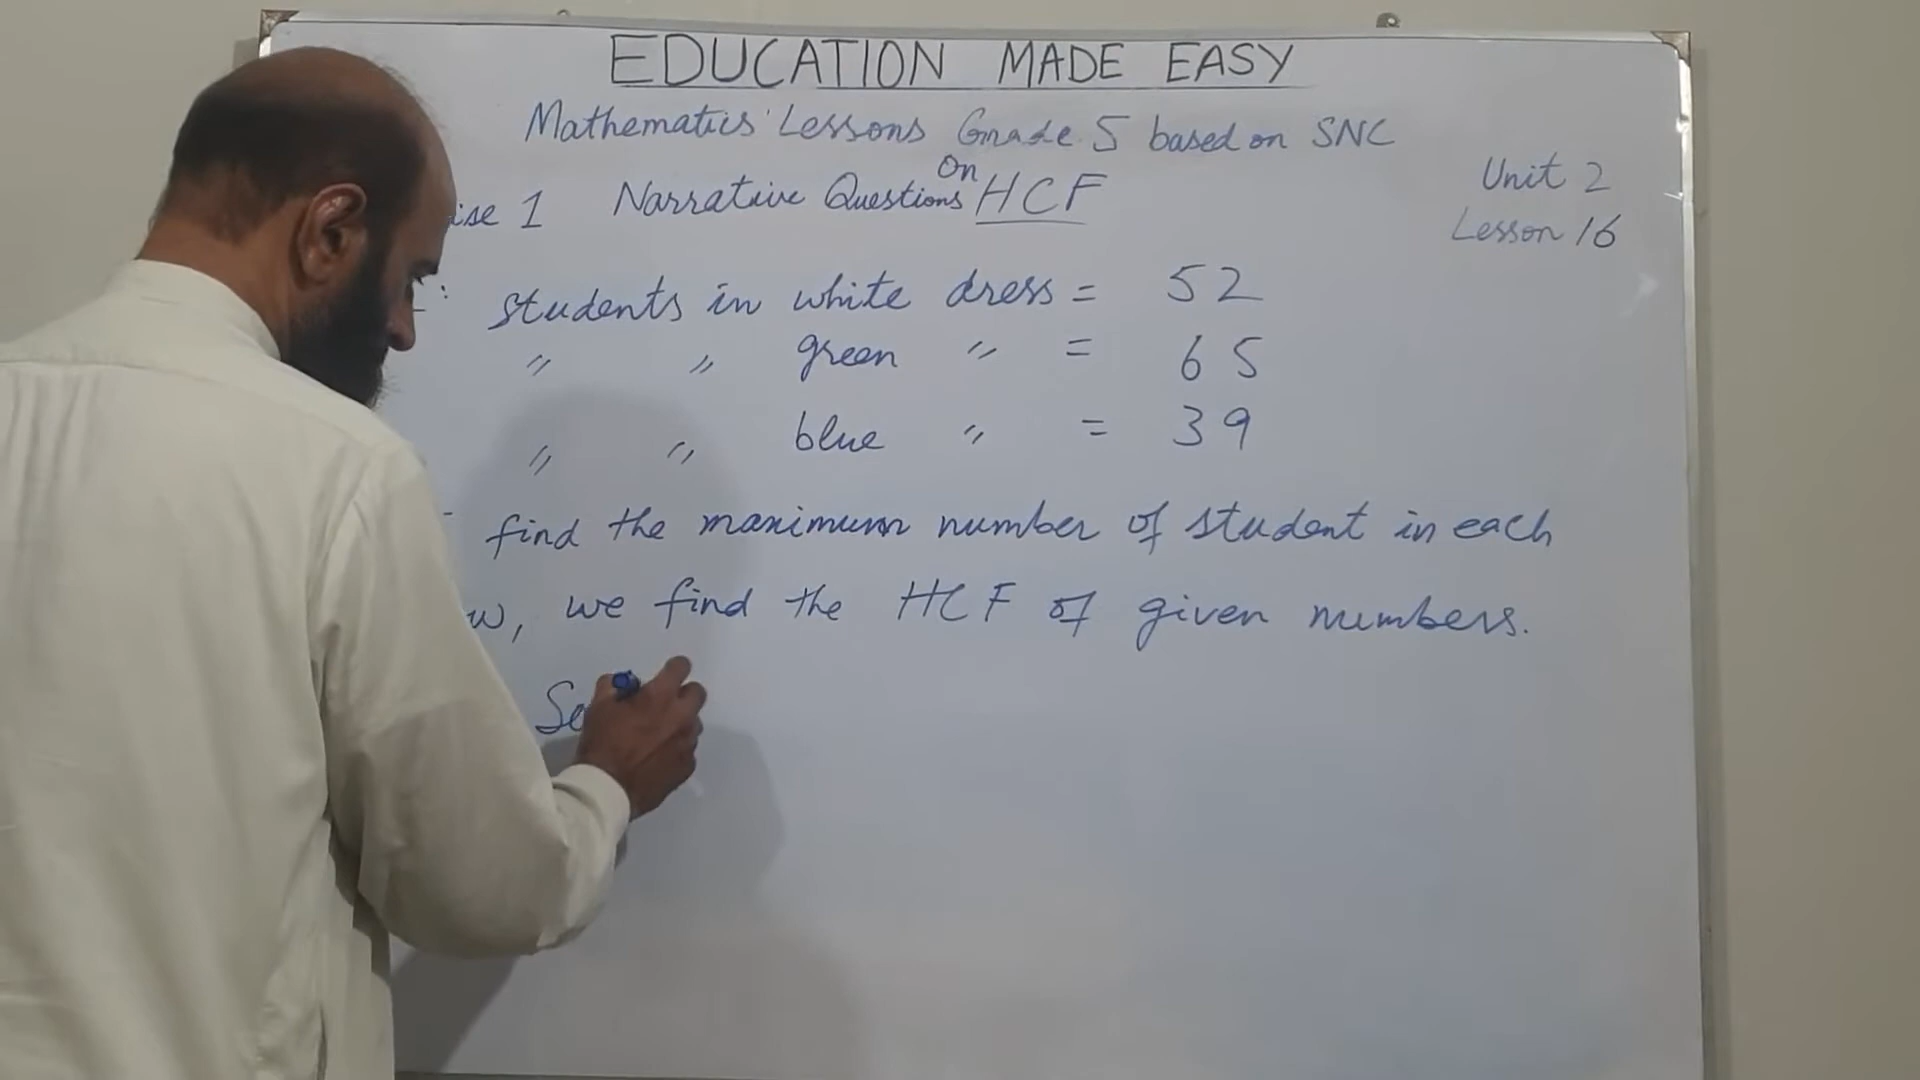 EDUCATION MADE EASY
Mathematics Lessons Grade 5 based on SNC
Unit 2
Lesson 16
ise 1 Narrative Questions On HCF
students in white dress = 52
" " green " = 65
" " blue " = 39
find the maximum number of student in each
w, we find the HCF of given numbers.
So